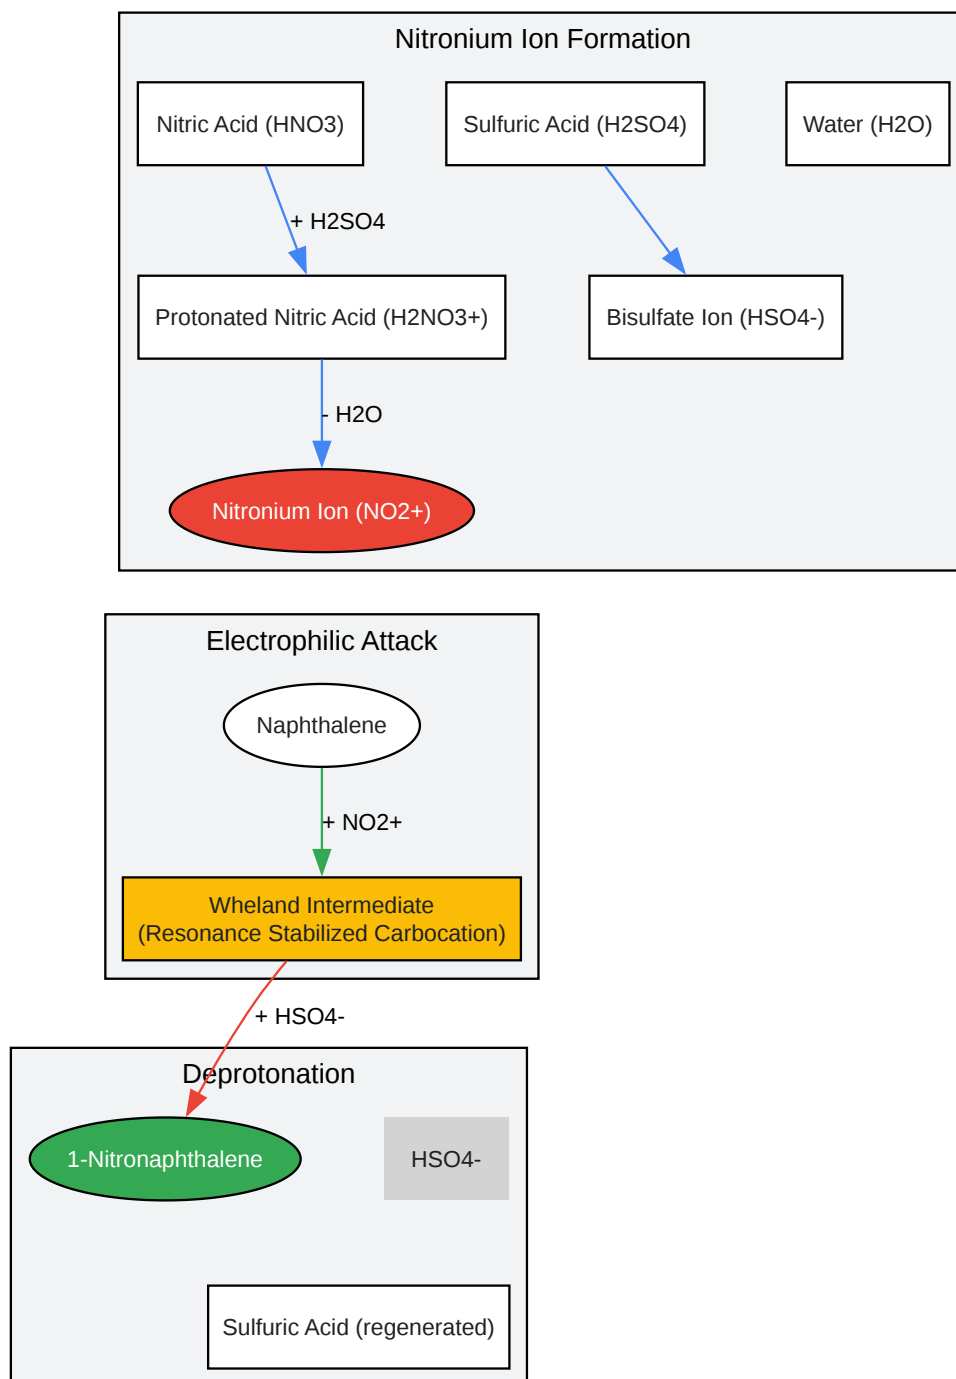 Nitronium Ion Formation
Nitric Acid (HNO3)
Sulfuric Acid (H2SO4)
Water (H2O)
+ H2SO4
Protonated Nitric Acid (H2NO3+)
Bisulfate Ion (HSO4-)
- H2O
Nitronium Ion (NO2+)
Electrophilic Attack
Naphthalene
+ NO2+
Wheland Intermediate
(Resonance Stabilized Carbocation)
+ HSO4-
Deprotonation
1-Nitronaphthalene
HSO4-
Sulfuric Acid (regenerated)